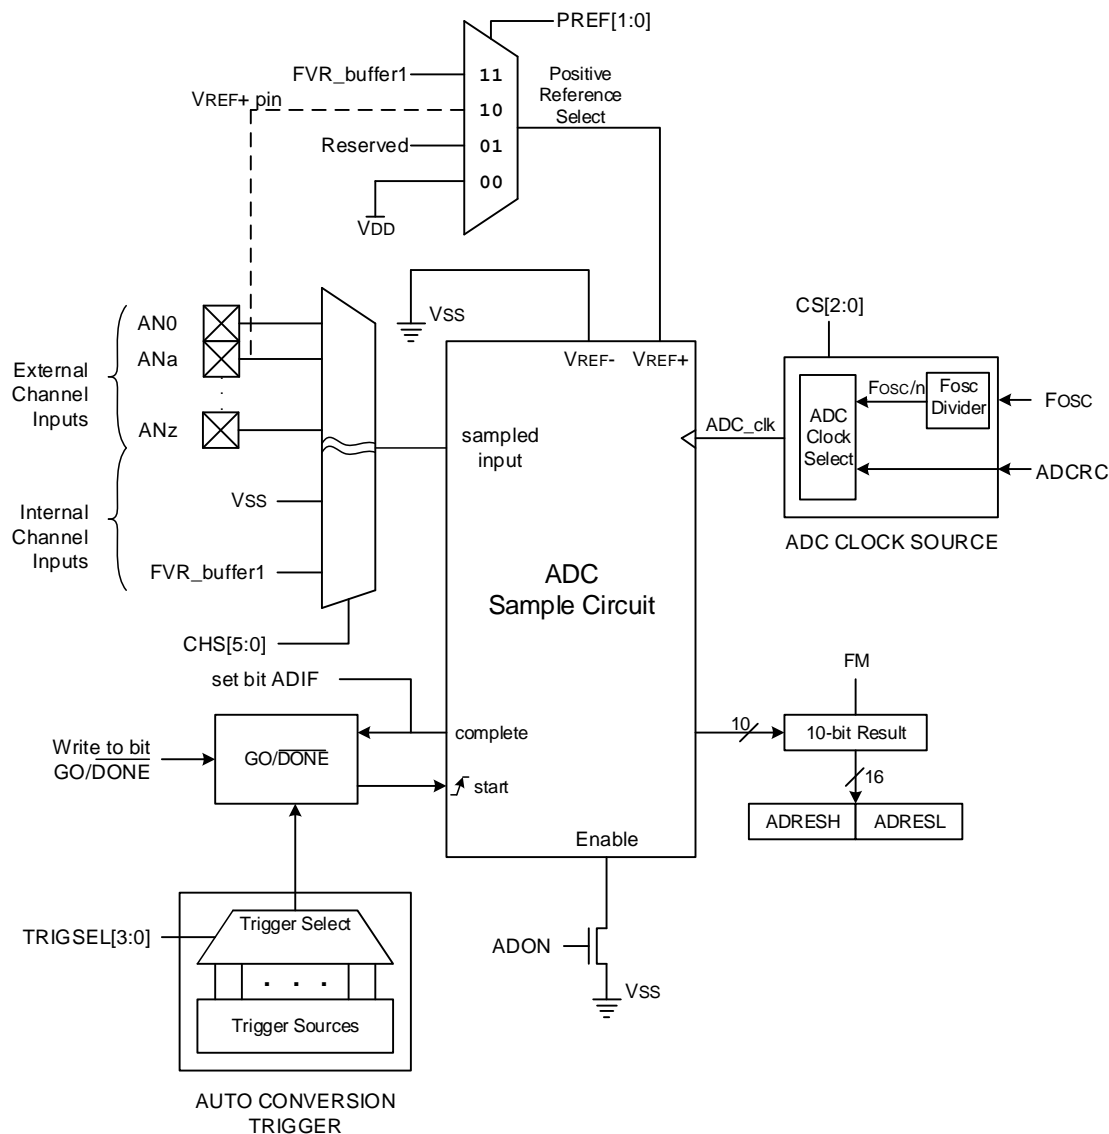 PREF[1:0]
FVR_buffer1
11
Positive
Reference
Select
VREF+ pin
10
Reserved
01
00
VDD
VSS
CS[2:0]
External
Channel
Inputs
AN0
ANa
ANz
VREF-
VREF+
FOSC/n
Fosc
Divider
FOSC
ADC
Clock
Select
ADC_clk
ADCRC
ADC CLOCK SOURCE
sampled
input
Internal
Channel
Inputs
VSS
FVR_buffer1
ADC
Sample Circuit
CHS[5:0]
set bit ADIF
FM
Write to bit
GO/DONE
GO/DONE
complete
start
10
10-bit Result
16
ADRESH
ADRESL
Enable
TRIGSEL[3:0]
Trigger Select
. . .
Trigger Sources
ADON
VSS
AUTO CONVERSION
TRIGGER